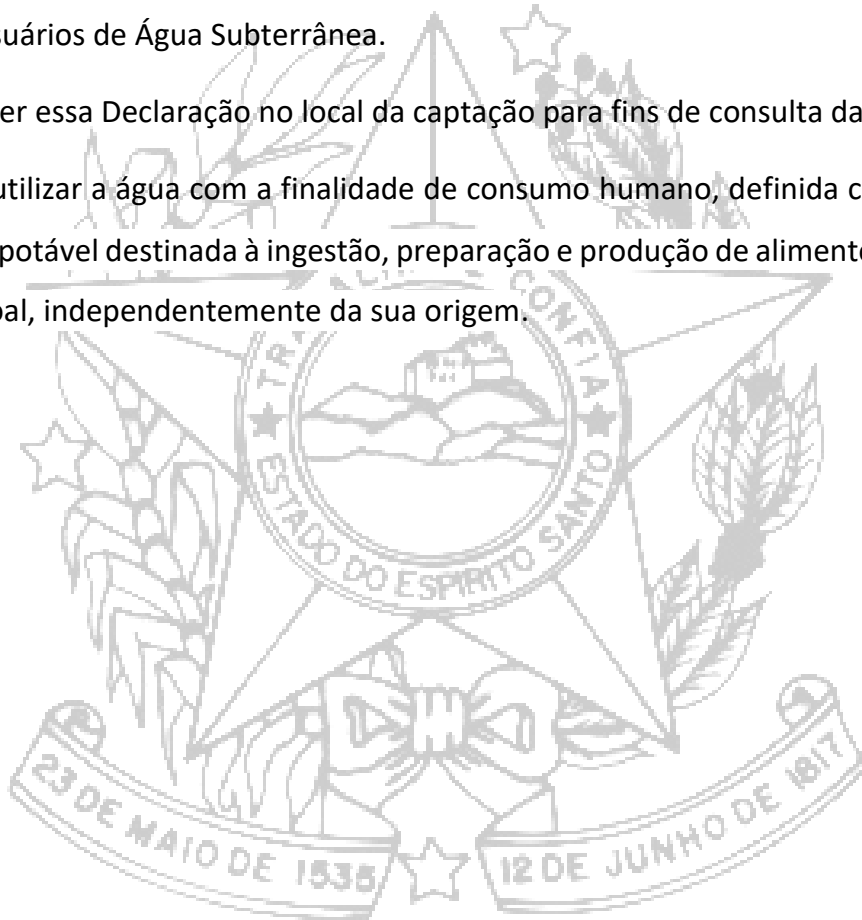 suários de Água Subterrânea.
er essa Declaração no local da captação para fins de consulta da
utilizar a água com a finalidade de consumo humano, definida c
potável destinada à ingestão, preparação e produção de aliment
al, independentemente da sua origem.
CONFIA
ESTADO DO ESPIRITO SANTO
23 DE MAIO DE 1535
12 DE JUNHO DE 1817